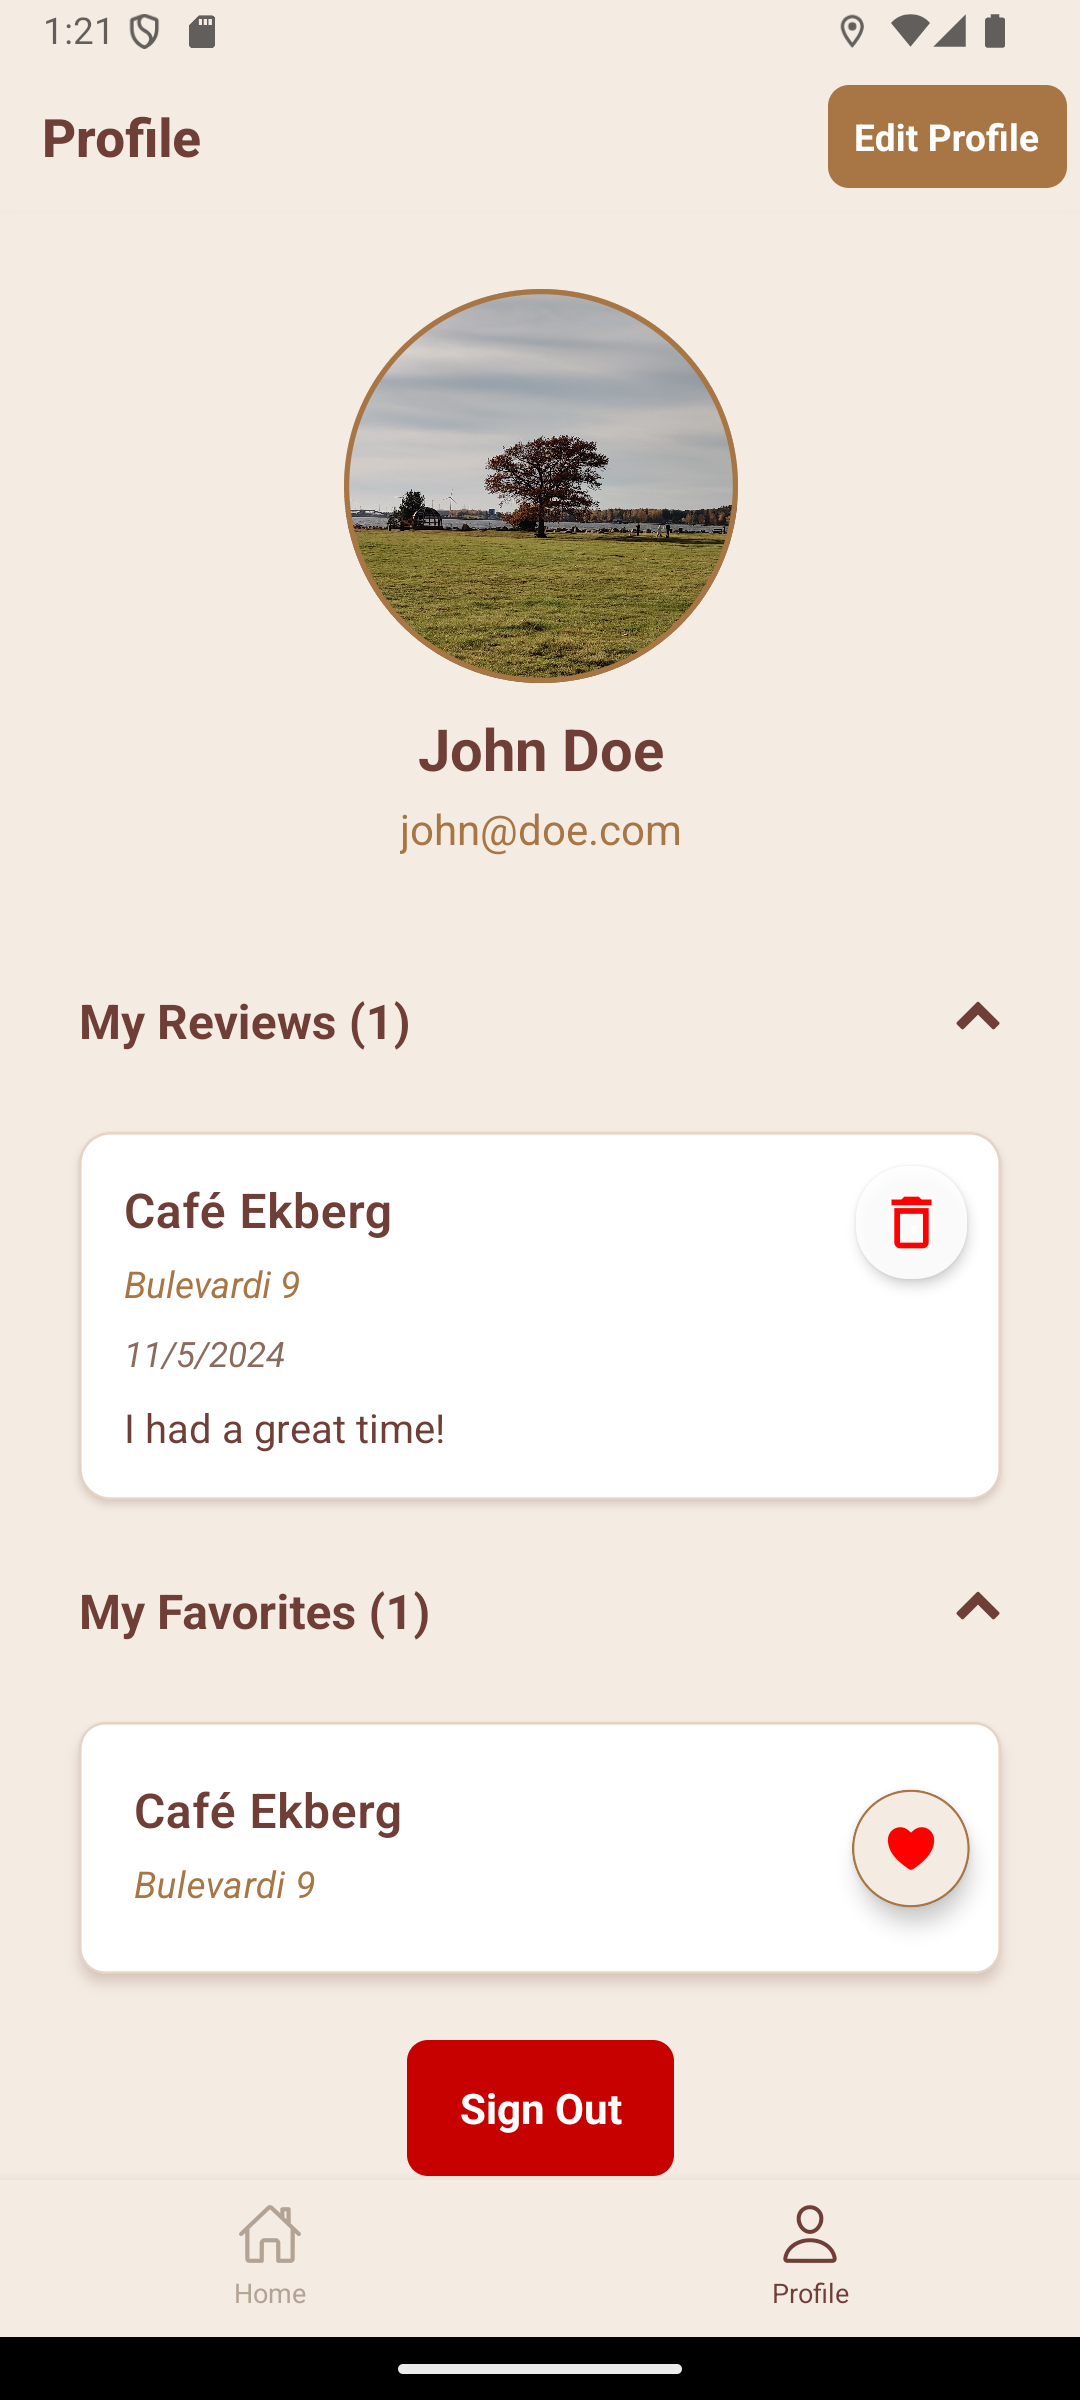 1:21
Profile
Edit Profile
John Doe
john@doe.com
My Reviews (1)
Café Ekberg
Bulevardi 9
11/5/2024
I had a great time!
My Favorites (1)
Café Ekberg
Bulevardi 9
Sign Out
Home
Profile